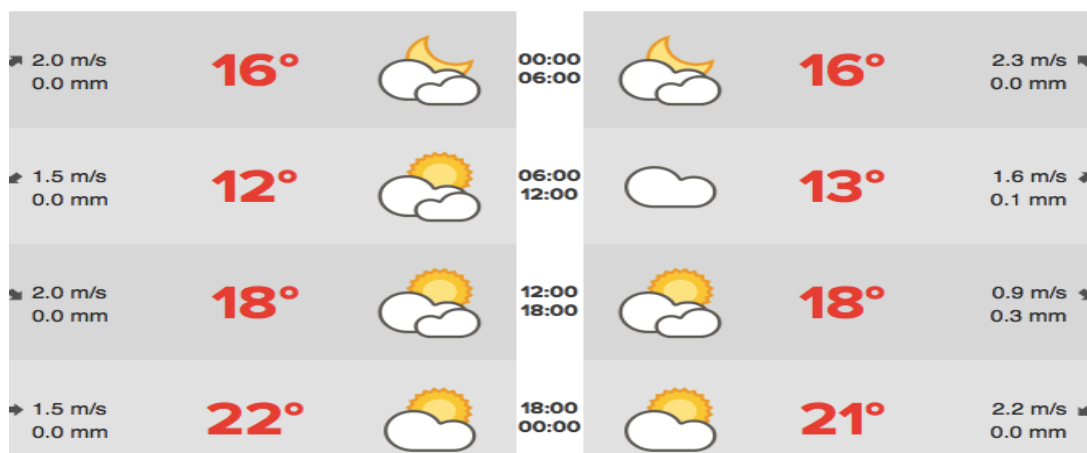 2.0 m/s
0.0 mm
16°
00:00
06:00
16°
2.3 m/s
0.0 mm
1.5 m/s
0.0 mm
12°
06:00
12:00
13°
1.6 m/s
0.1 mm
2.0 m/s
0.0 mm
18°
12:00
18:00
18°
0.9 m/s
0.3 mm
1.5 m/s
0.0 mm
22°
18:00
00:00
21°
2.2 m/s
0.0 mm